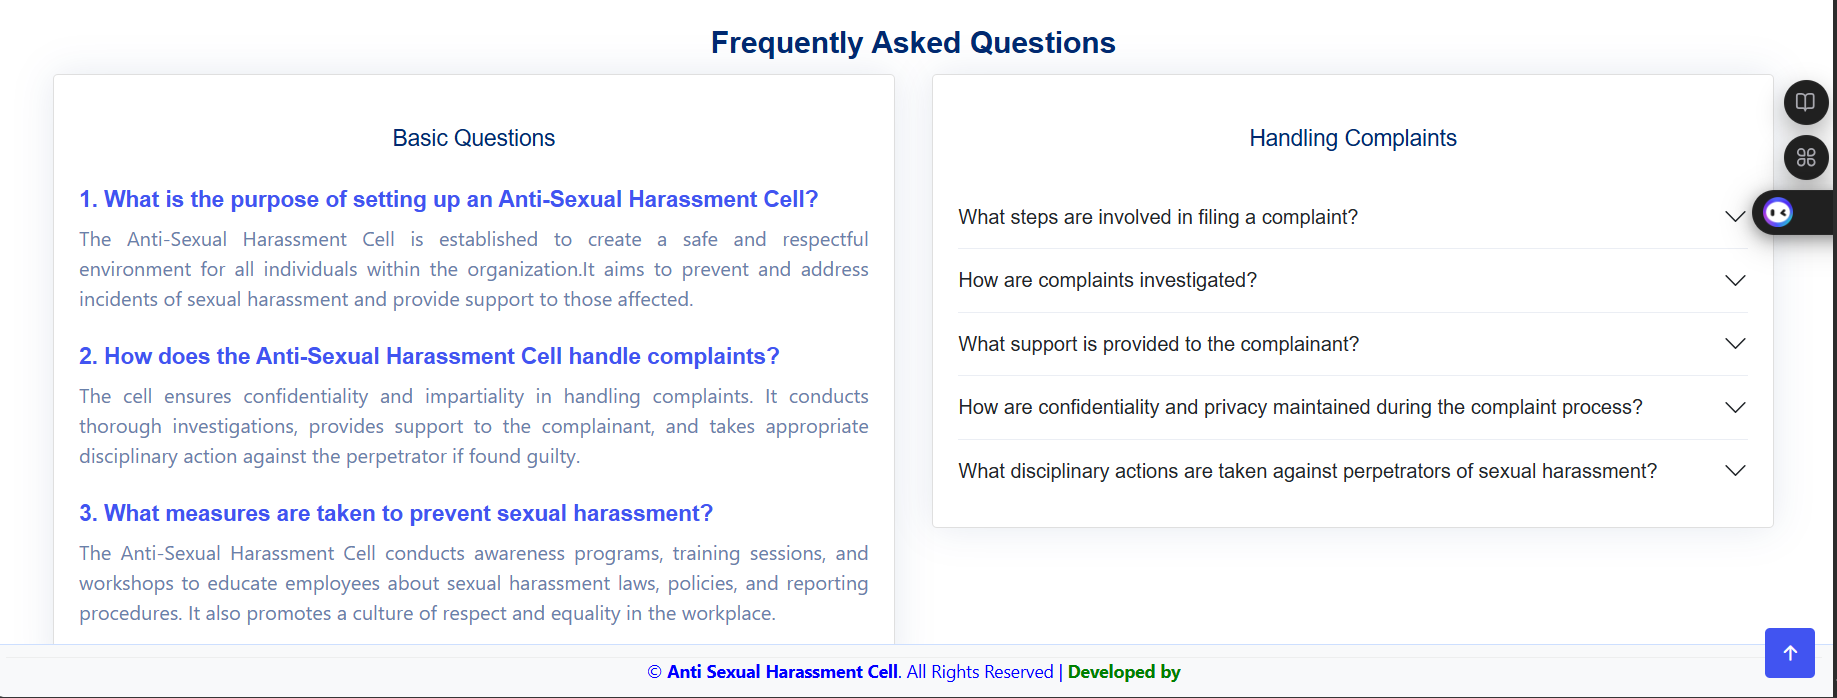 Frequently Asked Questions
Basic Questions
1. What is the purpose of setting up an Anti-Sexual Harassment Cell?
The Anti-Sexual Harassment Cell is established to create a safe and respectful
environment for all individuals within the organization.It aims to prevent and address
incidents of sexual harassment and provide support to those affected.
2. How does the Anti-Sexual Harassment Cell handle complaints?
The cell ensures confidentiality and impartiality in handling complaints. It conducts
thorough investigations, provides support to the complainant, and takes appropriate
disciplinary action against the perpetrator if found guilty.
3. What measures are taken to prevent sexual harassment?
The Anti-Sexual Harassment Cell conducts awareness programs, training sessions, and
workshops to educate employees about sexual harassment laws, policies, and reporting
procedures. It also promotes a culture of respect and equality in the workplace.
Handling Complaints
What steps are involved in filing a complaint?
How are complaints investigated?
What support is provided to the complainant?
How are confidentiality and privacy maintained during the complaint process?
What disciplinary actions are taken against perpetrators of sexual harassment?
© Anti Sexual Harassment Cell. All Rights Reserved | Developed by